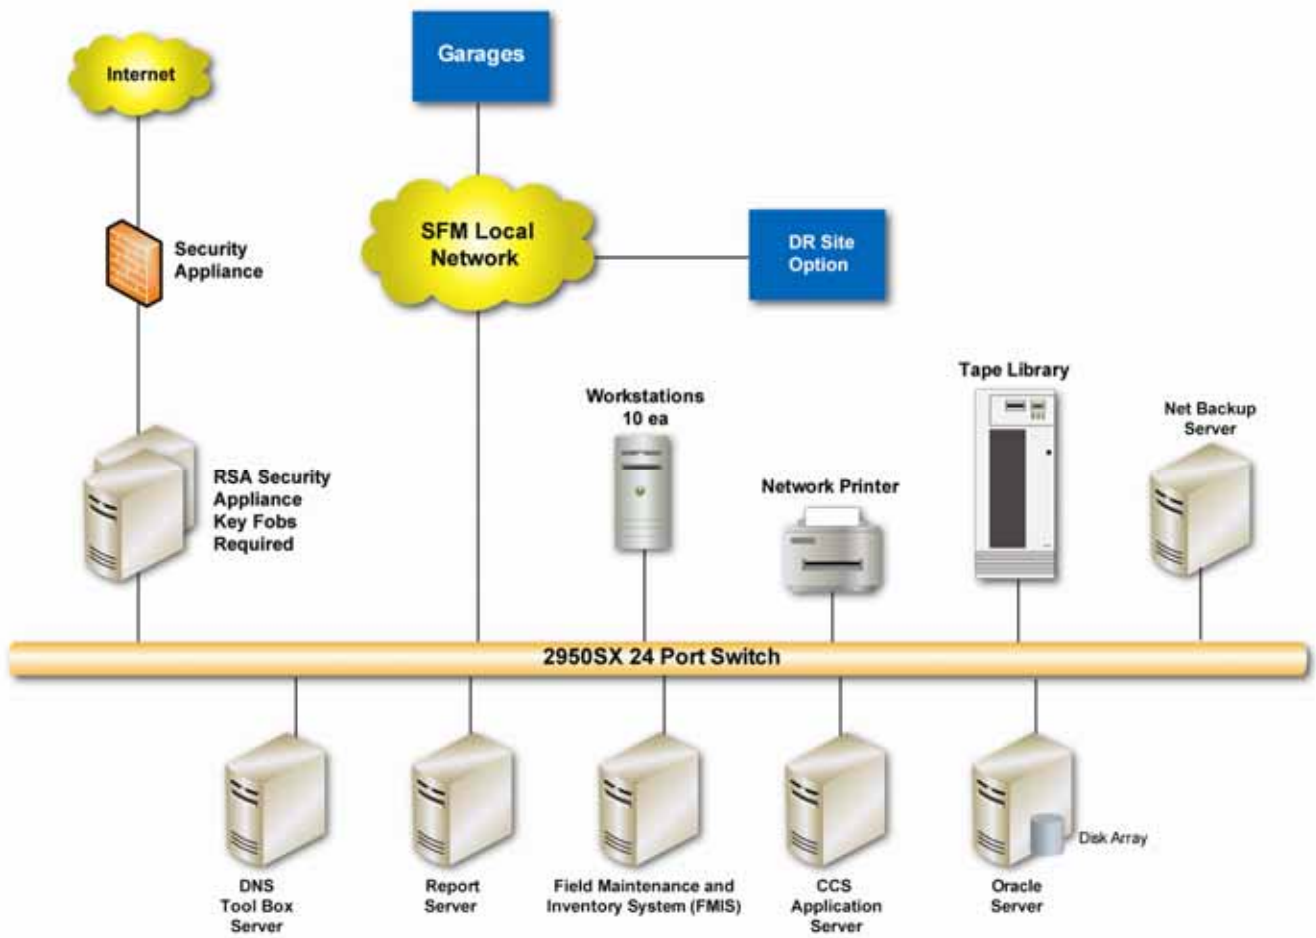 Garages
Internet
SFM Local
Network
Security
Appliance
DR Site
Option
Tape Library
Workstations
10 ea
Net Backup
Server
RSA Security
Appliance
Key Fobs
Required
Network Printer
2950SX 24 Port Switch
Disk Array
DNS
Tool Box
Server
Report
Server
Field Maintenance and
Inventory System (FMIS)
CCS
Application
Server
Oracle
Server